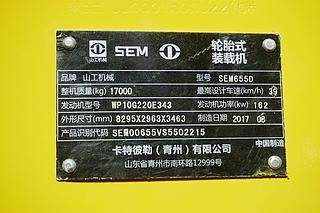 山工机械 SEM 轮胎式
装载机
品牌 山工机械 型号 SEM655D
整机质量(kg) 17000 最高设计车速(km/h) 39
发动机型号 WP10G220E343 发动机功率(kW) 162
外形尺寸(mm) 8295X2963X3463 制造日期 2017 08
产品识别代码 SEM00655VS5502215 中国制造
卡特彼勒（青州）有限公司
山东省青州市南环路12999号